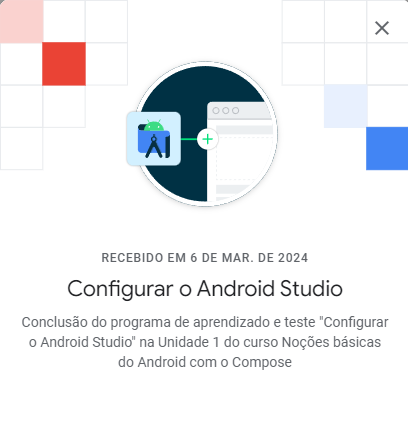 RECEBIDO EM 6 DE MAR. DE 2024
Configurar o Android Studio
Conclusão do programa de aprendizado e teste "Configurar
o Android Studio" na Unidade 1 do curso Noções básicas
do Android com o Compose